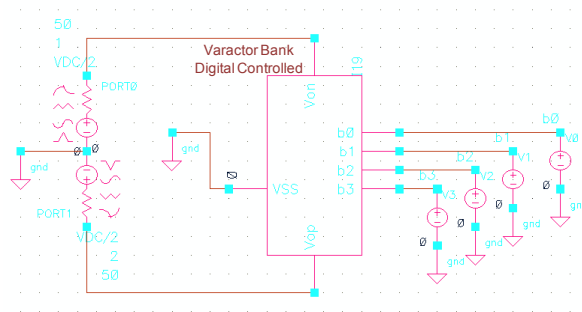 50
1
VDC/2
PORT0
Varactor Bank
Digital Controlled
I19
Von
b0
b0
b1
b1.
b2
b2.
b3
b3.
V0
V1.
V2
V3.
0
0
0
gnd
gnd
VSS
0
0
0
0
gnd
gnd
gnd
PORT1
VDC/2
2
50
Vop